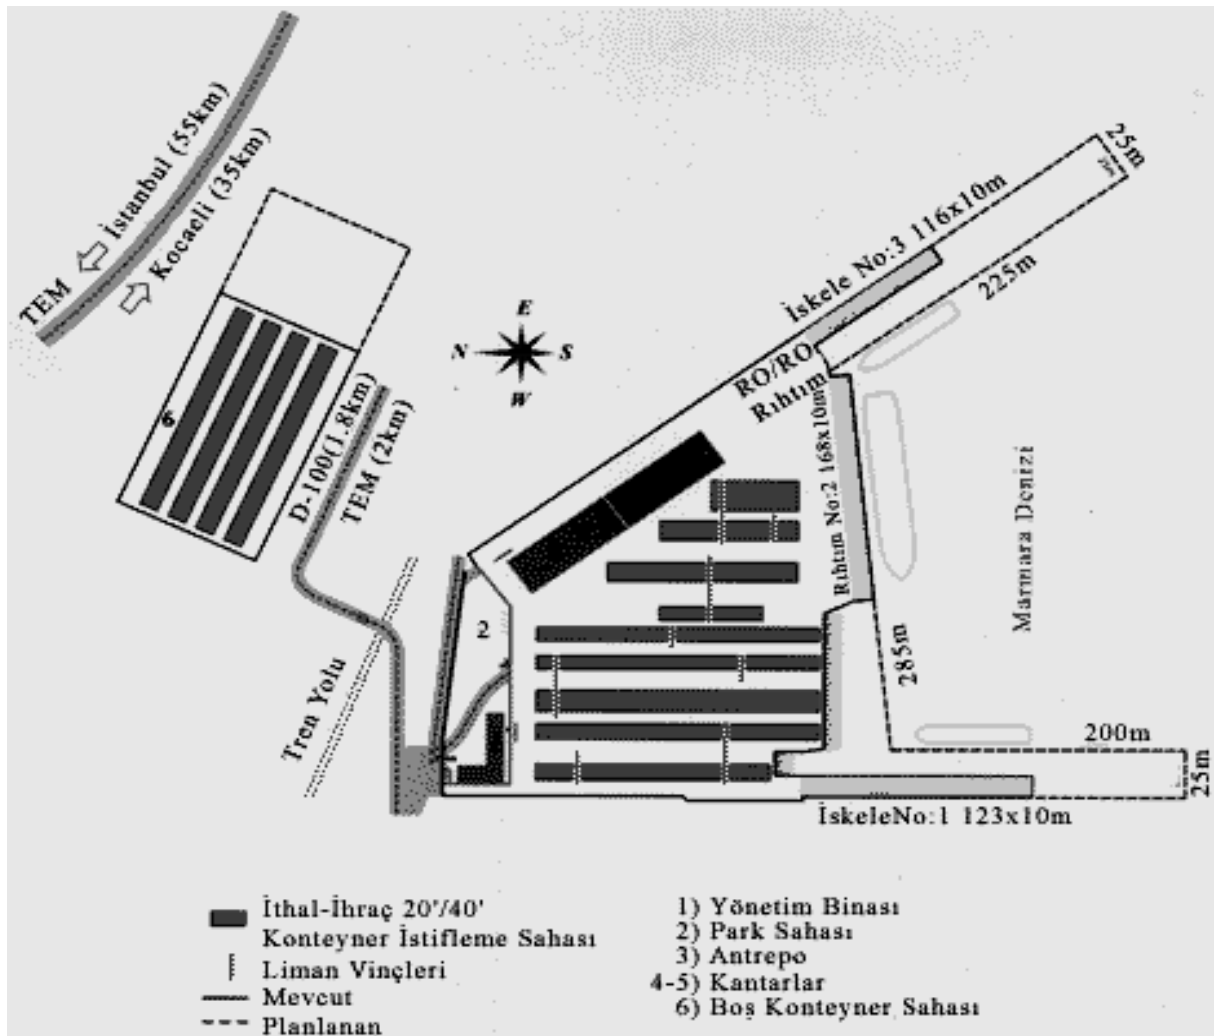 TEM İstanbul (55km)
Kocaeli (35km)
25m
İskele No:3 116x10m
225m
RO/RO
Rıhtım
E
N S
W
6
D-100(1.8km)
TEM (2km)
Rıhtım No:2 168x10m
Marmara Denizi
2
285m
Tren Yolu
200m
25m
İskeleNo:1 123x10m
İthal-İhraç 20'/40'
Konteyner İstifleme Sahası
Liman Vinçleri
Mevcut
Planlanan
1) Yönetim Binası
2) Park Sahası
3) Antrepo
4-5) Kantarlar
6) Boş Konteyner Sahası